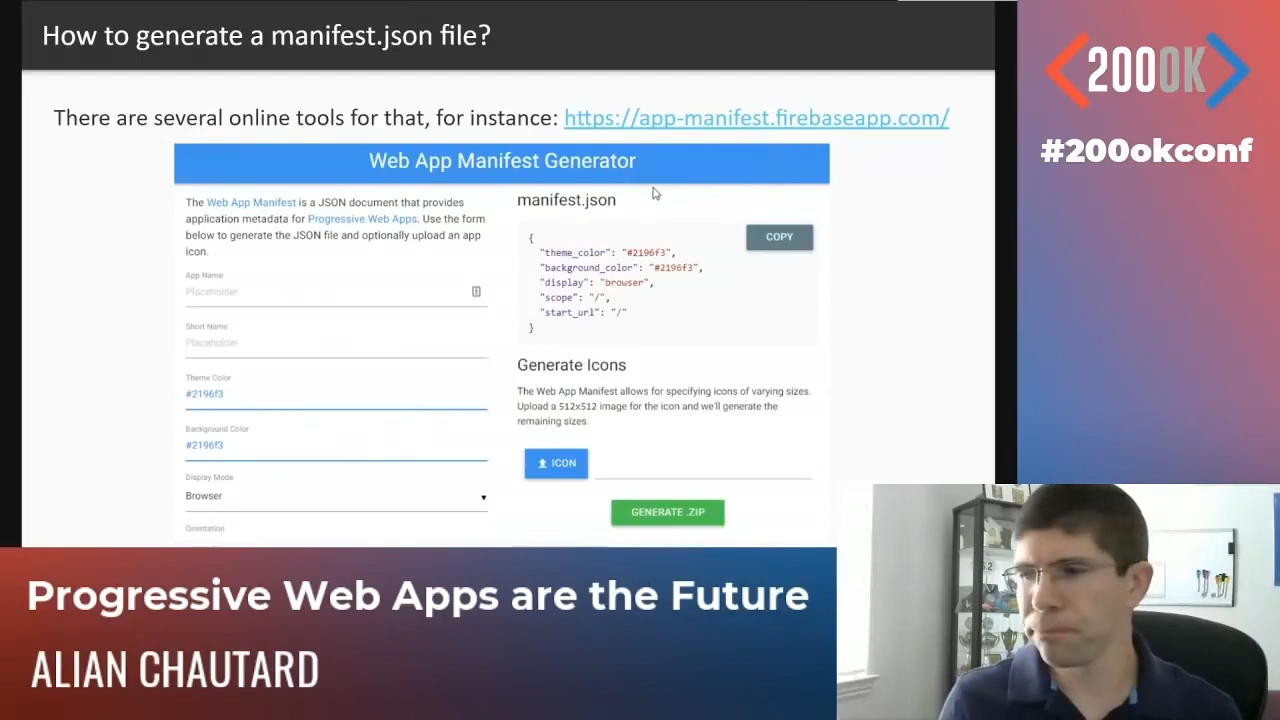 How to generate a manifest.json file?
There are several online tools for that, for instance: https://app-manifest.firebaseapp.com/
Web App Manifest Generator
The Web App Manifest is a JSON document that provides
application metadata for Progressive Web Apps. Use the form
below to generate the JSON file and optionally upload an app
icon.
App Name
Placeholder
Short Name
Placeholder
Theme Color
#2196f3
Background Color
#2196f3
Display Mode
Browser
Orientation
manifest.json
COPY
{
"theme_color": "#2196f3",
"background_color": "#2196f3",
"display": "browser",
"scope": "/",
"start_url": "/"
}
Generate Icons
The Web App Manifest allows for specifying icons of varying sizes.
Upload a 512x512 image for the icon and we'll generate the
remaining sizes.
ICON
GENERATE .ZIP
<200OK>
#200okconf
Progressive Web Apps are the Future
ALIAN CHAUTARD